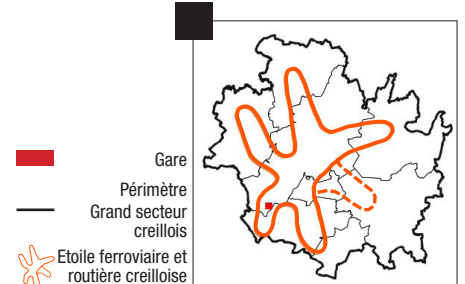 Gare
Périmètre
Grand secteur
creillois
Etoile ferroviaire et
routière creilloise